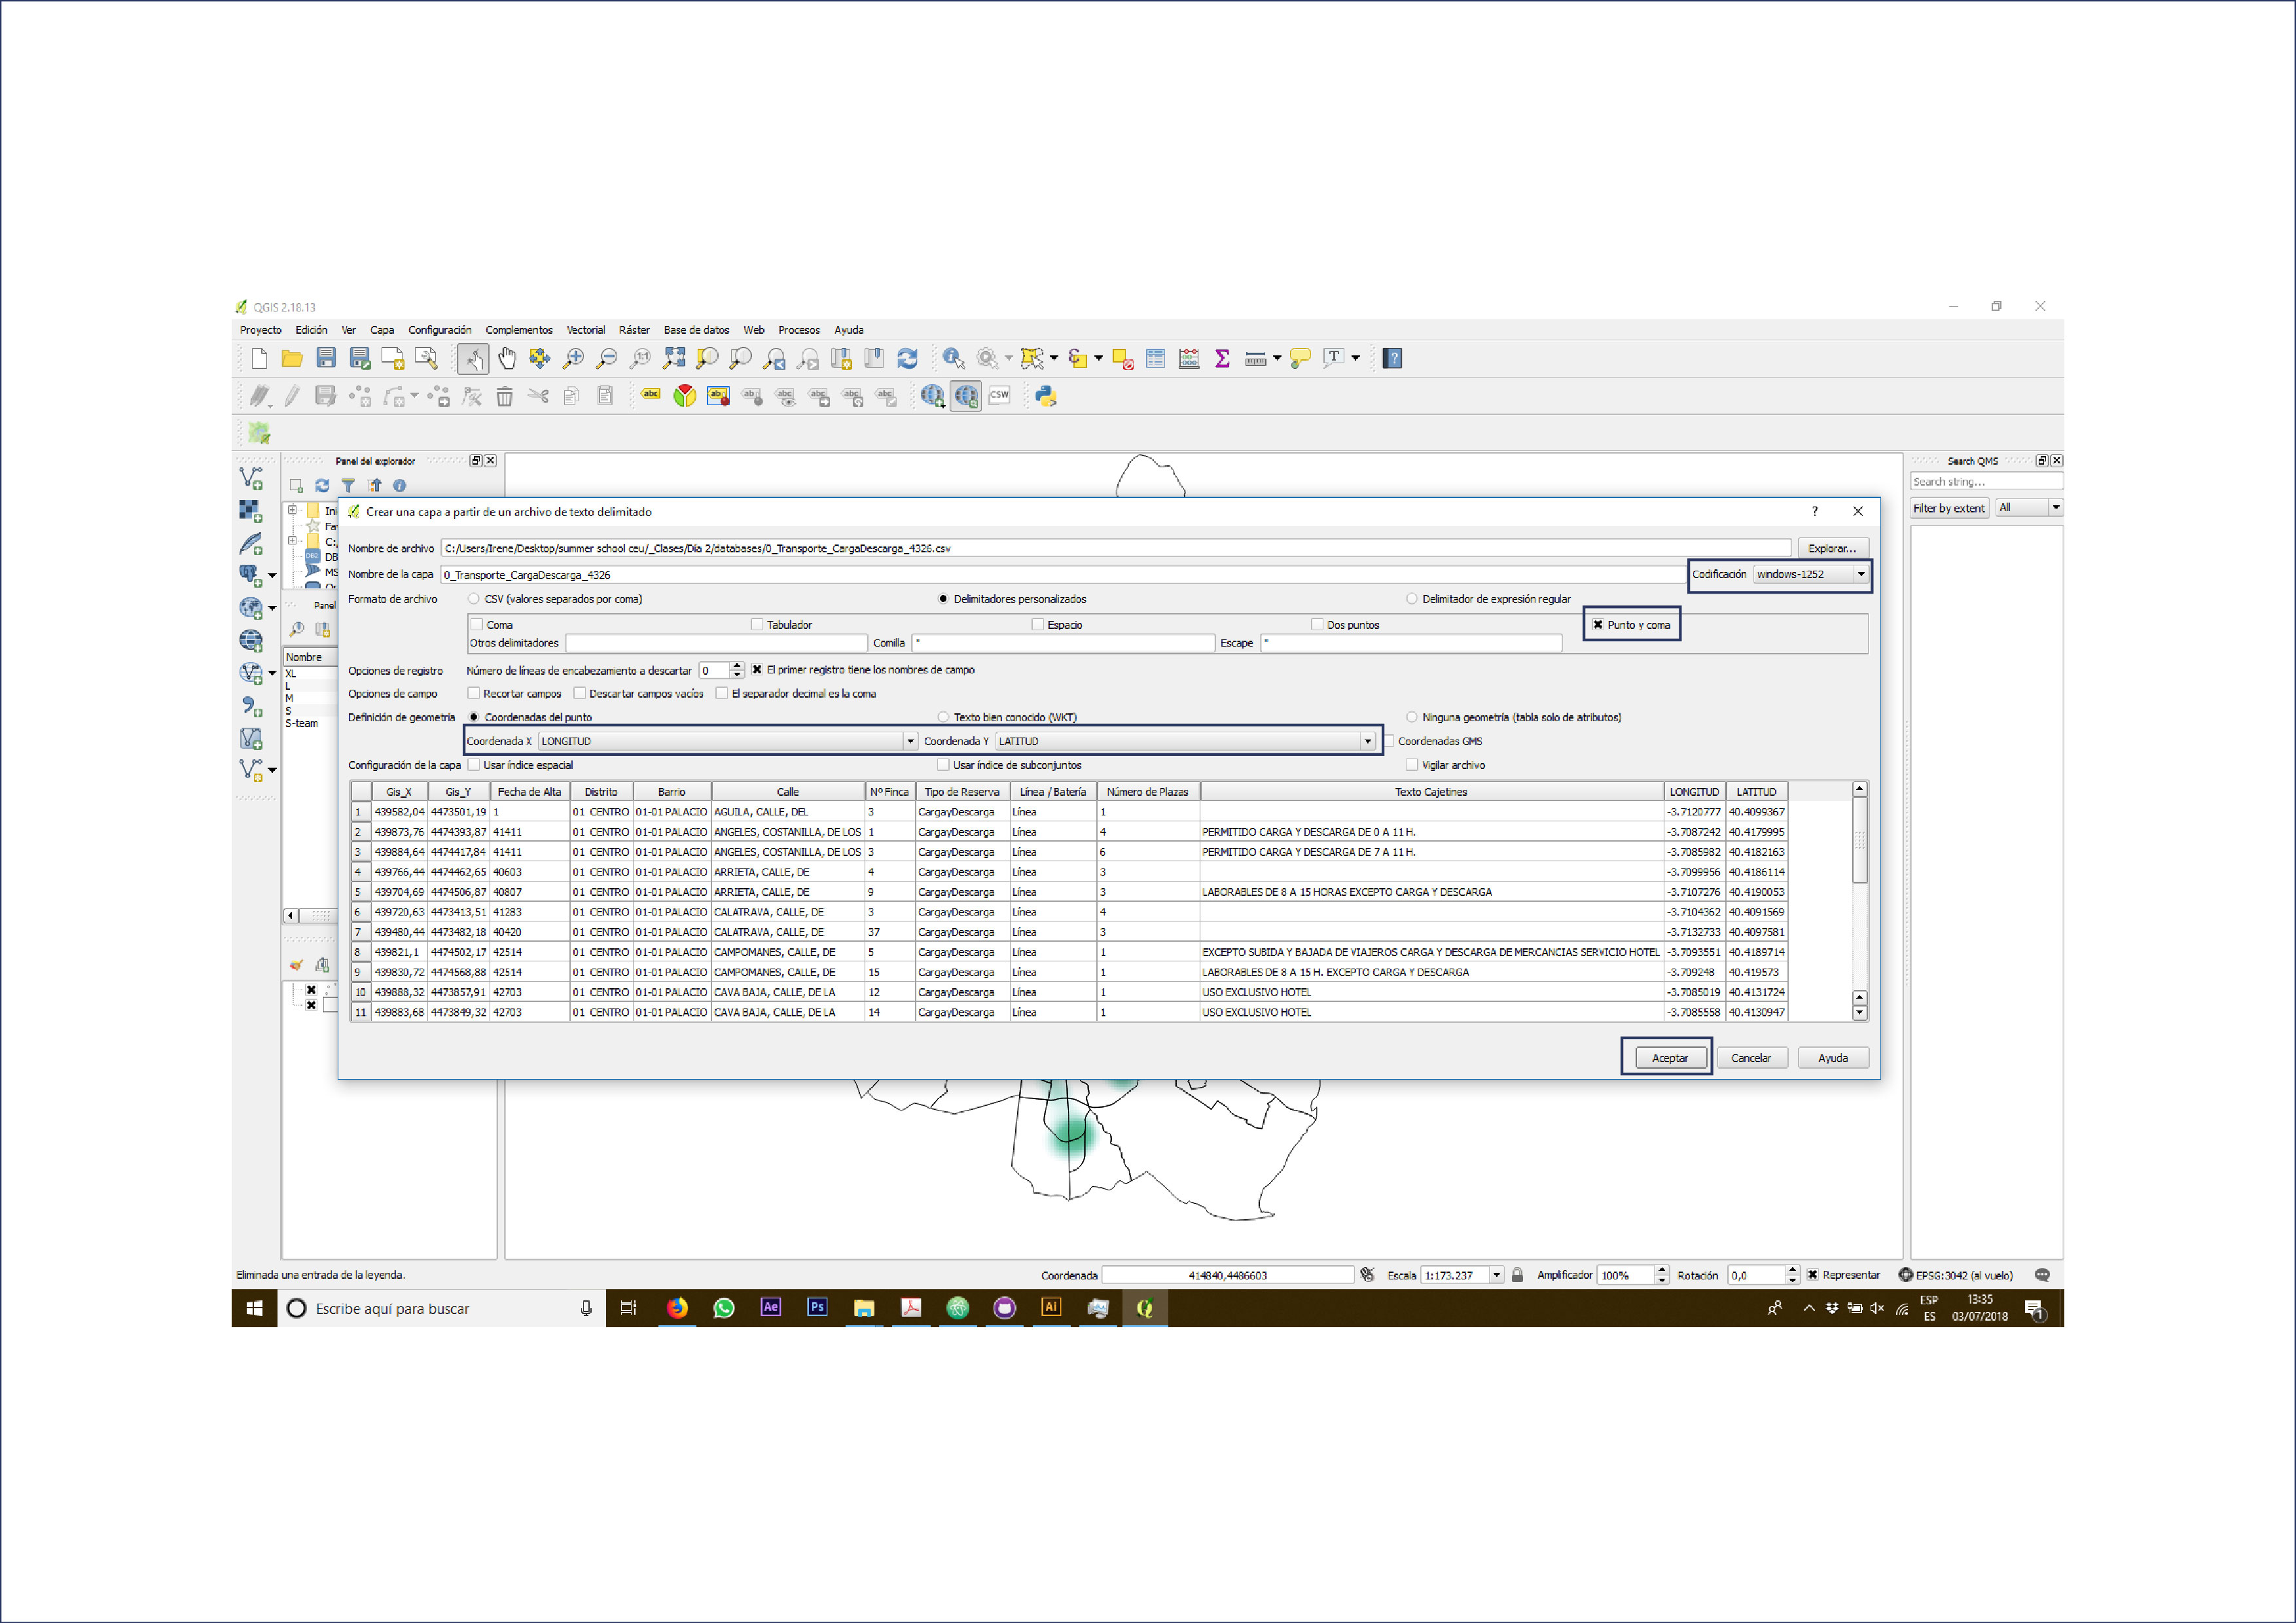 QGIS 2.18.13
Proyecto Edición Ver Capa Configuración Complementos Vectorial Ráster Base de datos Web Procesos Ayuda
Panel del explorador
Search QMS
Search string...
Filter by extent All
Crear una capa a partir de un archivo de texto delimitado
Nombre de archivo C:/Users/Irene/Desktop/summer school ceu/_Clases/Día 2/databases/0_Transporte_CargaDescarga_4326.csv Explorar...
Nombre de la capa 0_Transporte_CargaDescarga_4326 Codificación windows-1252
Formato de archivo CSV (valores separados por coma) Delimitadores personalizados Delimitador de expresión regular
Coma Tabulador Espacio Dos puntos Punto y coma
Otros delimitadores Comilla " Escape "
Opciones de registro Número de líneas de encabezamiento a descartar 0 El primer registro tiene los nombres de campo
Opciones de campo Recortar campos Descartar campos vacíos El separador decimal es la coma
Definición de geometría Coordenadas del punto Texto bien conocido (WKT) Ninguna geometría (tabla solo de atributos)
Coordenada X LONGITUD Coordenada Y LATITUD Coordenadas GMS
Configuración de la capa Usar índice espacial Usar índice de subconjuntos Vigilar archivo
Gis_X Gis_Y Fecha de Alta Distrito Barrio Calle Nº Finca Tipo de Reserva Línea / Batería Número de Plazas Texto Cajetines LONGITUD LATITUD
1 439582,04 4473501,19 1 01 CENTRO 01-01 PALACIO AGUILA, CALLE, DEL 3 CargayDescarga Línea 1 -3.7120777 40.4099367
2 439873,76 4474393,87 41411 01 CENTRO 01-01 PALACIO ANGELES, COSTANILLA, DE LOS 1 CargayDescarga Línea 4 PERMITIDO CARGA Y DESCARGA DE 0 A 11 H. -3.7087242 40.4179995
3 439884,64 4474417,84 41411 01 CENTRO 01-01 PALACIO ANGELES, COSTANILLA, DE LOS 3 CargayDescarga Línea 6 PERMITIDO CARGA Y DESCARGA DE 7 A 11 H. -3.7085982 40.4182163
4 439766,44 4474462,65 40603 01 CENTRO 01-01 PALACIO ARRIETA, CALLE, DE 4 CargayDescarga Línea 3 -3.7099956 40.4186114
5 439704,69 4474506,87 40807 01 CENTRO 01-01 PALACIO ARRIETA, CALLE, DE 9 CargayDescarga Línea 3 LABORABLES DE 8 A 15 HORAS EXCEPTO CARGA Y DESCARGA -3.7107276 40.4190053
6 439720,63 4473413,51 41283 01 CENTRO 01-01 PALACIO CALATRAVA, CALLE, DE 3 CargayDescarga Línea 4 -3.7104362 40.4091569
7 439480,44 4473482,18 40420 01 CENTRO 01-01 PALACIO CALATRAVA, CALLE, DE 37 CargayDescarga Línea 3 -3.7132733 40.4097581
8 439821,1 4474502,17 42514 01 CENTRO 01-01 PALACIO CAMPOMANES, CALLE, DE 5 CargayDescarga Línea 1 EXCEPTO SUBIDA Y BAJADA DE VIAJEROS CARGA Y DESCARGA DE MERCANCIAS SERVICIO HOTEL -3.7093551 40.4189714
9 439830,72 4474568,88 42514 01 CENTRO 01-01 PALACIO CAMPOMANES, CALLE, DE 15 CargayDescarga Línea 1 LABORABLES DE 8 A 15 H. EXCEPTO CARGA Y DESCARGA -3.709248 40.419573
10 439888,32 4473857,91 42703 01 CENTRO 01-01 PALACIO CAVA BAJA, CALLE, DE LA 12 CargayDescarga Línea 1 USO EXCLUSIVO HOTEL -3.7085019 40.4131724
11 439883,68 4473849,32 42703 01 CENTRO 01-01 PALACIO CAVA BAJA, CALLE, DE LA 14 CargayDescarga Línea 1 USO EXCLUSIVO HOTEL -3.7085558 40.4130947
Aceptar Cancelar Ayuda
Panel
Nombre
XL
L
M
S
S-team
Eliminada una entrada de la leyenda. Coordenada 414840,4486603 Escala 1:173.237 Amplificador 100% Rotación 0,0 Representar EPSG:3042 (al vuelo)
Escribe aquí para buscar Ae Ps Ai ESP 13:35
ES 03/07/2018 1